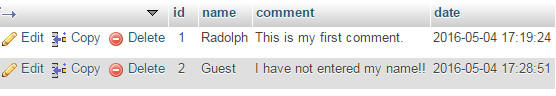 id name comment date
Edit Copy Delete 1 Radolph This is my first comment. 2016-05-04 17:19:24
Edit Copy Delete 2 Guest I have not entered my name!! 2016-05-04 17:28:51